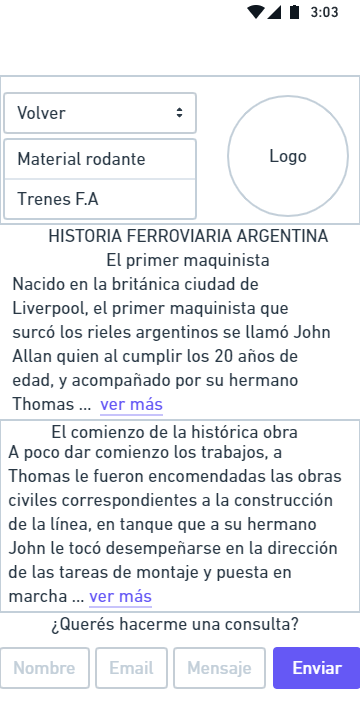 3:03
Volver
Material rodante
Trenes F.A
Logo
HISTORIA FERROVIARIA ARGENTINA
El primer maquinista
Nacido en la británica ciudad de
Liverpool, el primer maquinista que
surcó los rieles argentinos se llamó John
Allan quien al cumplir los 20 años de
edad, y acompañado por su hermano
Thomas ... ver más
El comienzo de la histórica obra
A poco dar comienzo los trabajos, a
Thomas le fueron encomendadas las obras
civiles correspondientes a la construcción
de la línea, en tanque que a su hermano
John le tocó desempeñarse en la dirección
de las tareas de montaje y puesta en
marcha ... ver más
¿Querés hacerme una consulta?
Nombre Email Mensaje Enviar